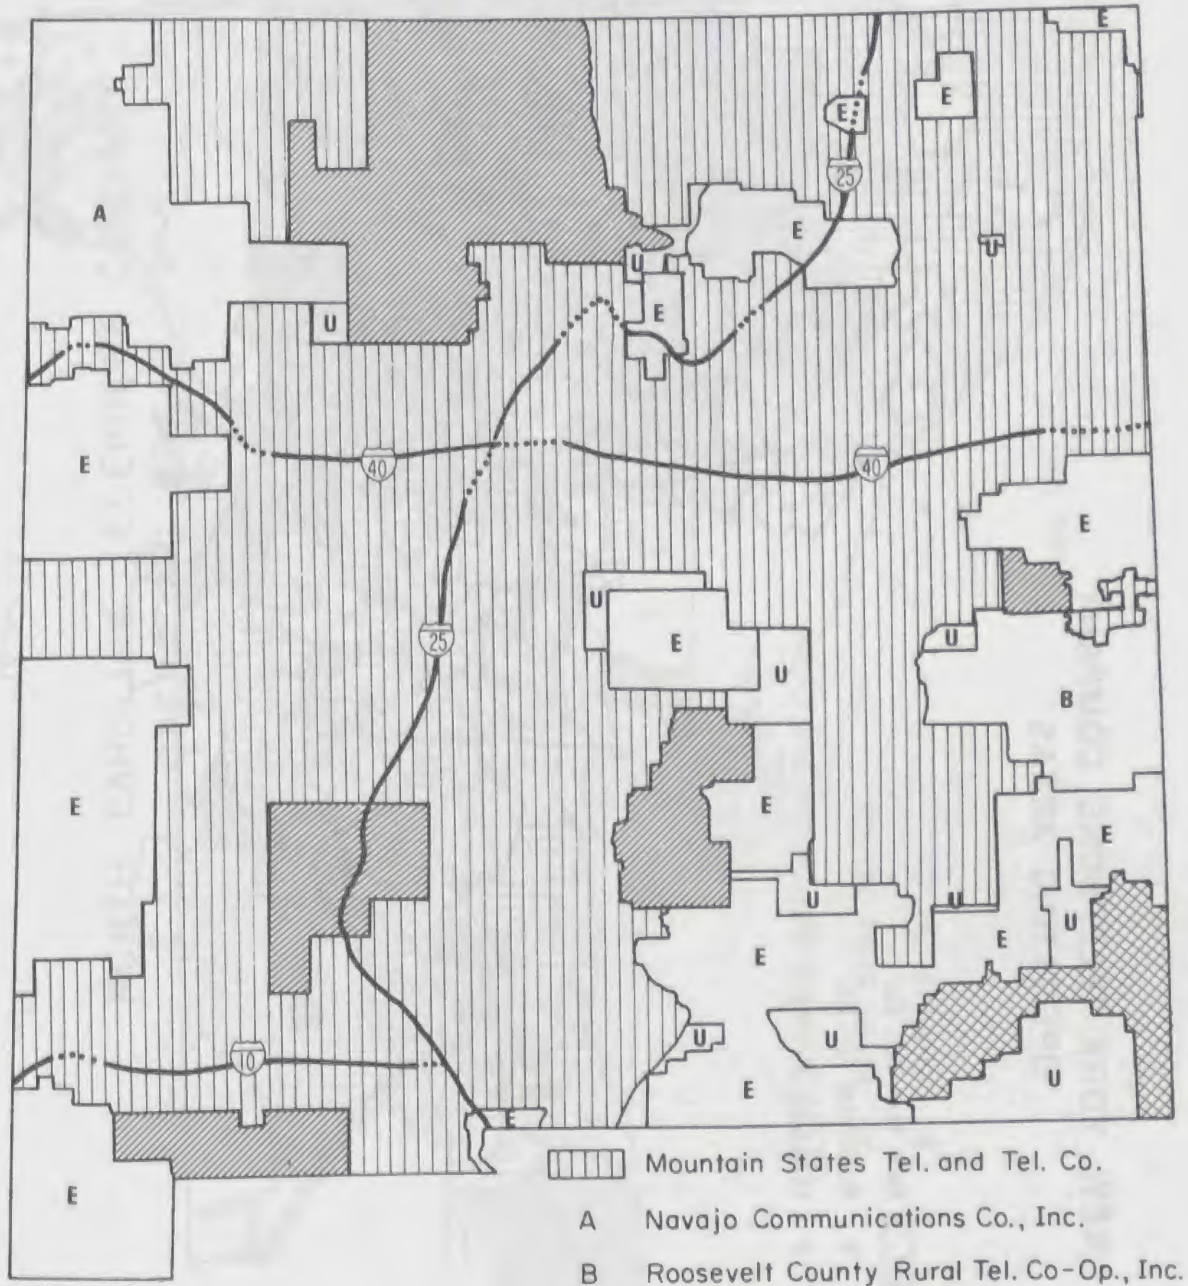 E
E
E
25
A
E
U
U
E
U
E
40
40
E
U
25
E
U
U
B
E
E
E
U
U
E
E
U
U
U
U
10
E
E
E
Mountain States Tel. and Tel. Co.
A Navajo Communications Co., Inc.
B Roosevelt County Rural Tel. Co-Op., Inc.